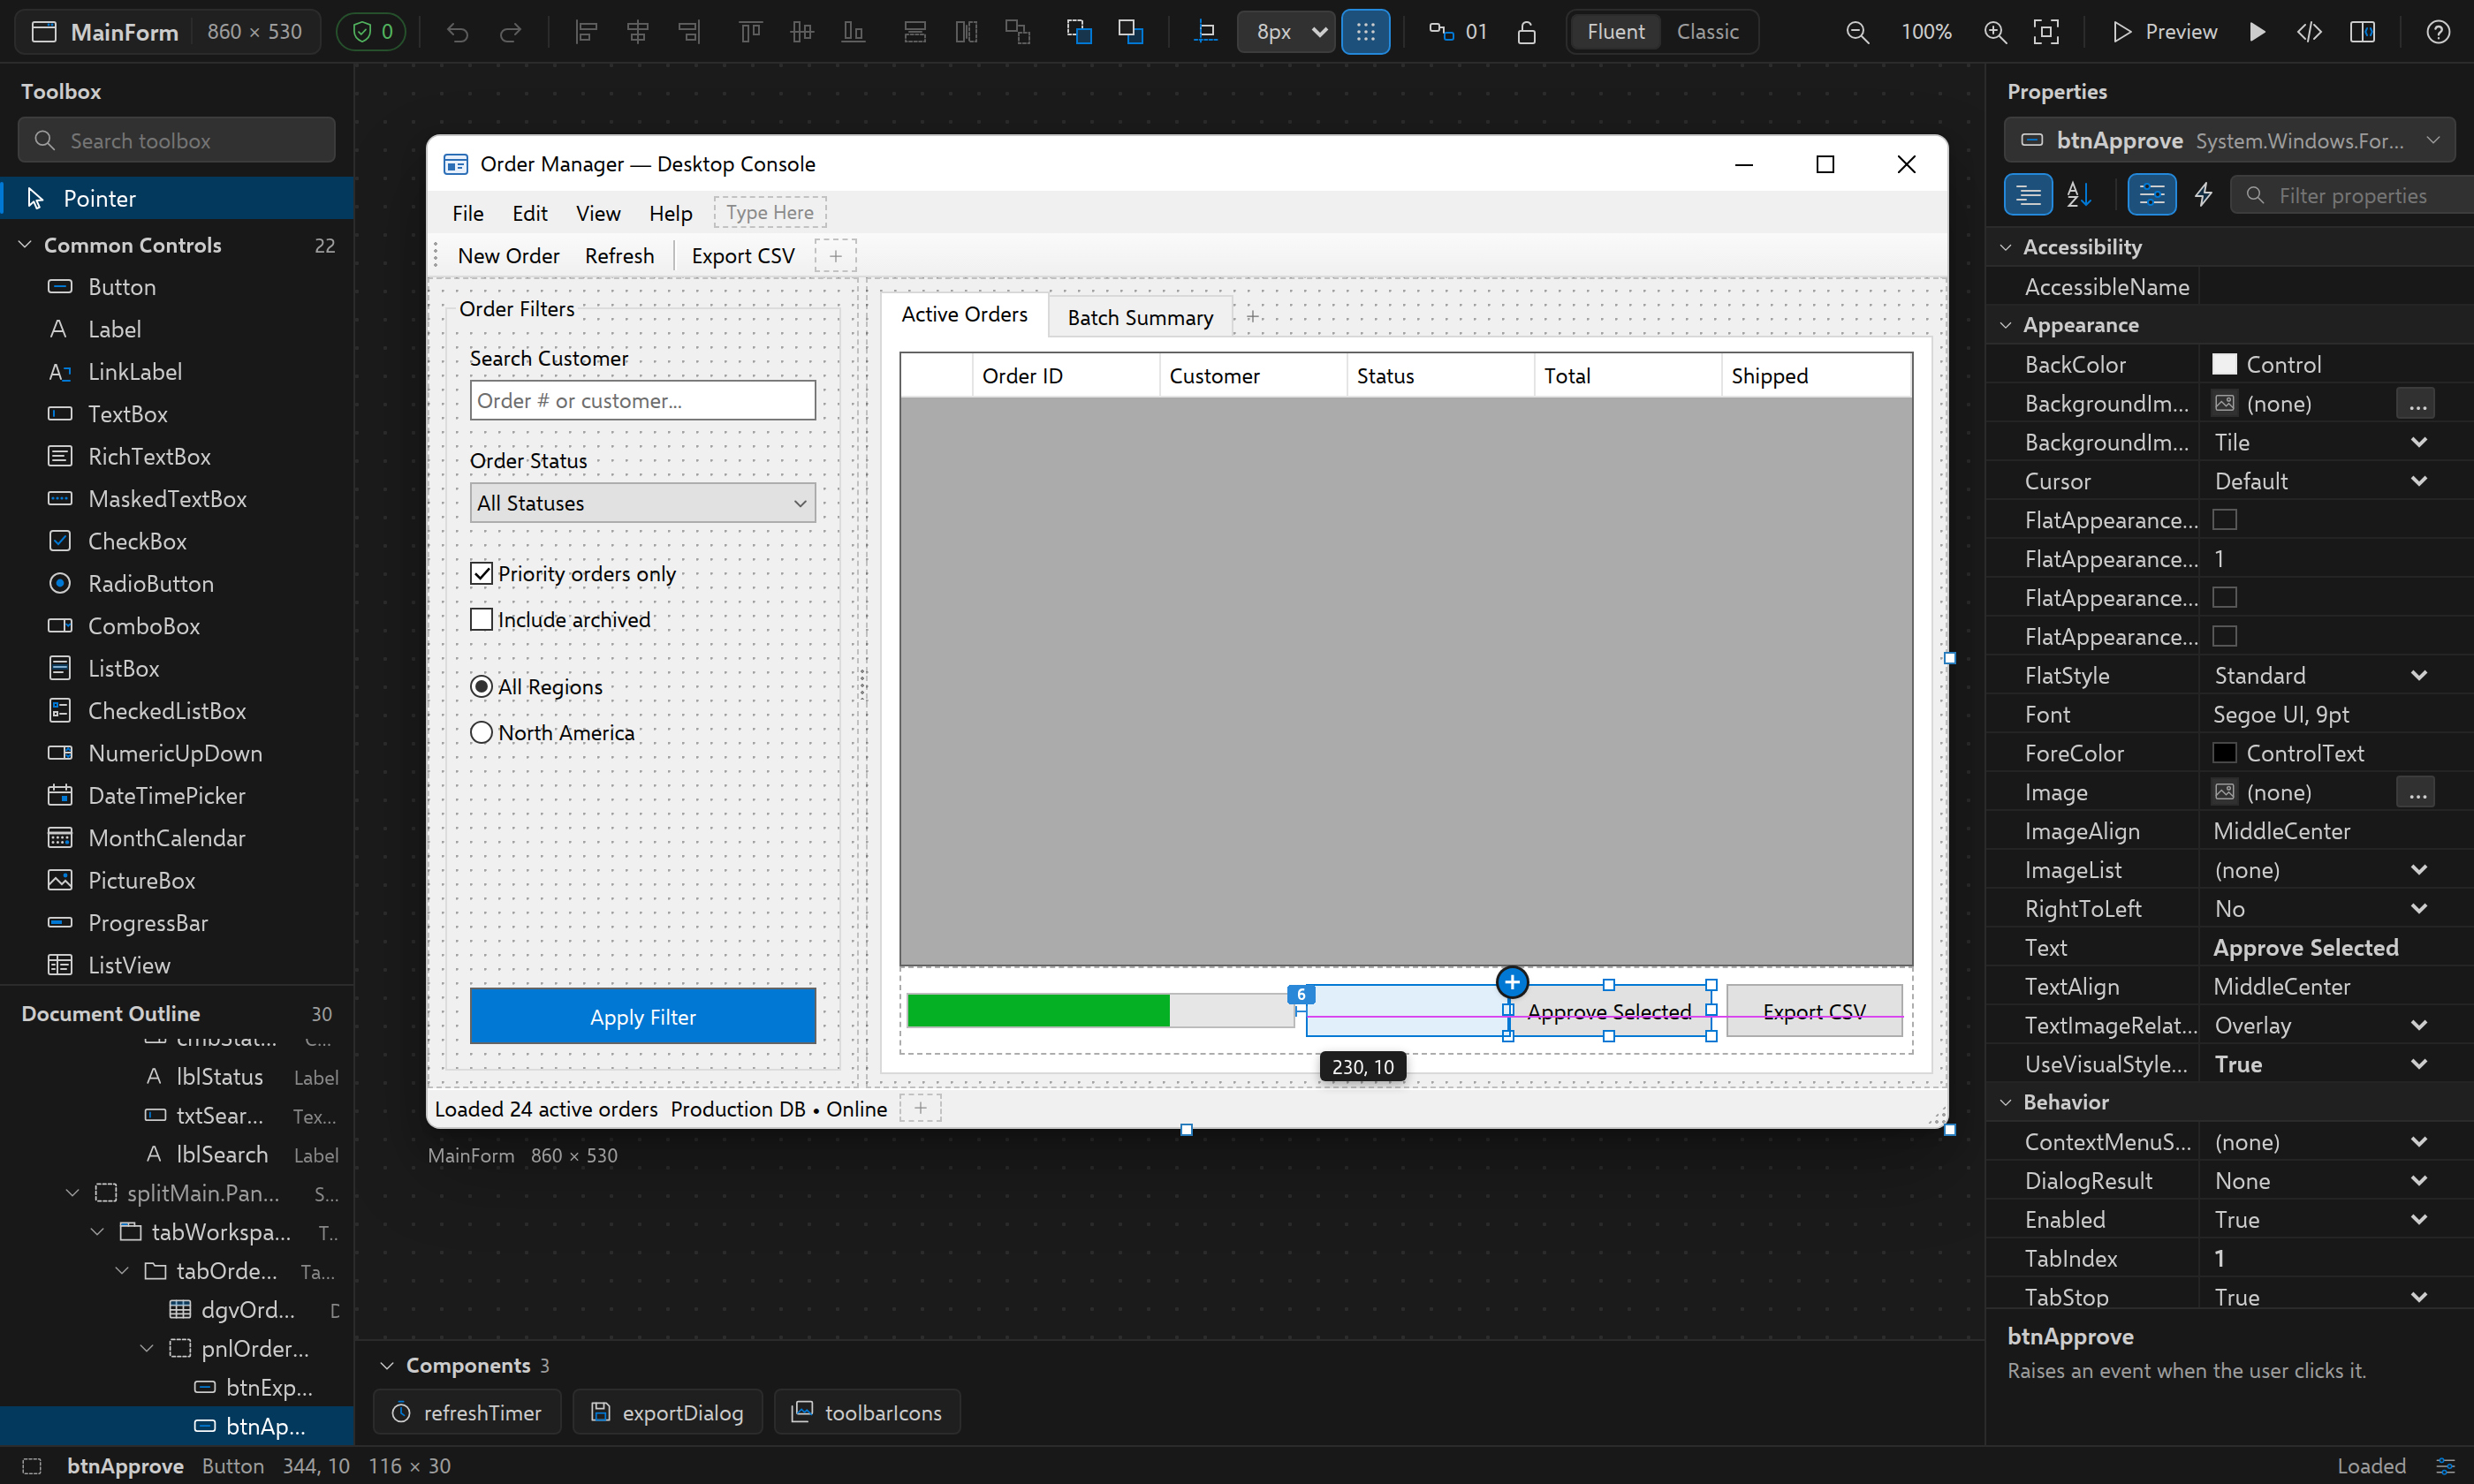 MainForm 860 × 530
0
8px
01
Fluent Classic
100%
Preview
Toolbox
Search toolbox
Pointer
Common Controls 22
Button
Label
LinkLabel
TextBox
RichTextBox
MaskedTextBox
CheckBox
RadioButton
ComboBox
ListBox
CheckedListBox
NumericUpDown
DateTimePicker
MonthCalendar
PictureBox
ProgressBar
ListView
Document Outline 30
cmbStat... C...
lblStatus Label
txtSear... Tex...
lblSearch Label
splitMain.Pan... S...
tabWorkspa... T..
tabOrde... Ta...
dgvOrd... D
pnlOrder...
btnExp...
btnAp...
Order Manager — Desktop Console
File Edit View Help Type Here
New Order Refresh Export CSV +
Order Filters
Search Customer
Order # or customer...
Order Status
All Statuses
Priority orders only
Include archived
All Regions
North America
Apply Filter
Active Orders Batch Summary +
Order ID Customer Status Total Shipped
6
Approve Selected Export CSV
230, 10
Loaded 24 active orders Production DB • Online +
MainForm 860 × 530
Components 3
refreshTimer exportDialog toolbarIcons
Properties
btnApprove System.Windows.For...
Filter properties
Accessibility
AccessibleName
Appearance
BackColor Control
BackgroundIm... (none) ...
BackgroundIm... Tile
Cursor Default
FlatAppearance...
FlatAppearance... 1
FlatAppearance...
FlatAppearance...
FlatStyle Standard
Font Segoe UI, 9pt
ForeColor ControlText
Image (none) ...
ImageAlign MiddleCenter
ImageList (none)
RightToLeft No
Text Approve Selected
TextAlign MiddleCenter
TextImageRelat... Overlay
UseVisualStyle... True
Behavior
ContextMenuS... (none)
DialogResult None
Enabled True
TabIndex 1
TabStop True
btnApprove
Raises an event when the user clicks it.
btnApprove Button 344, 10 116 × 30
Loaded